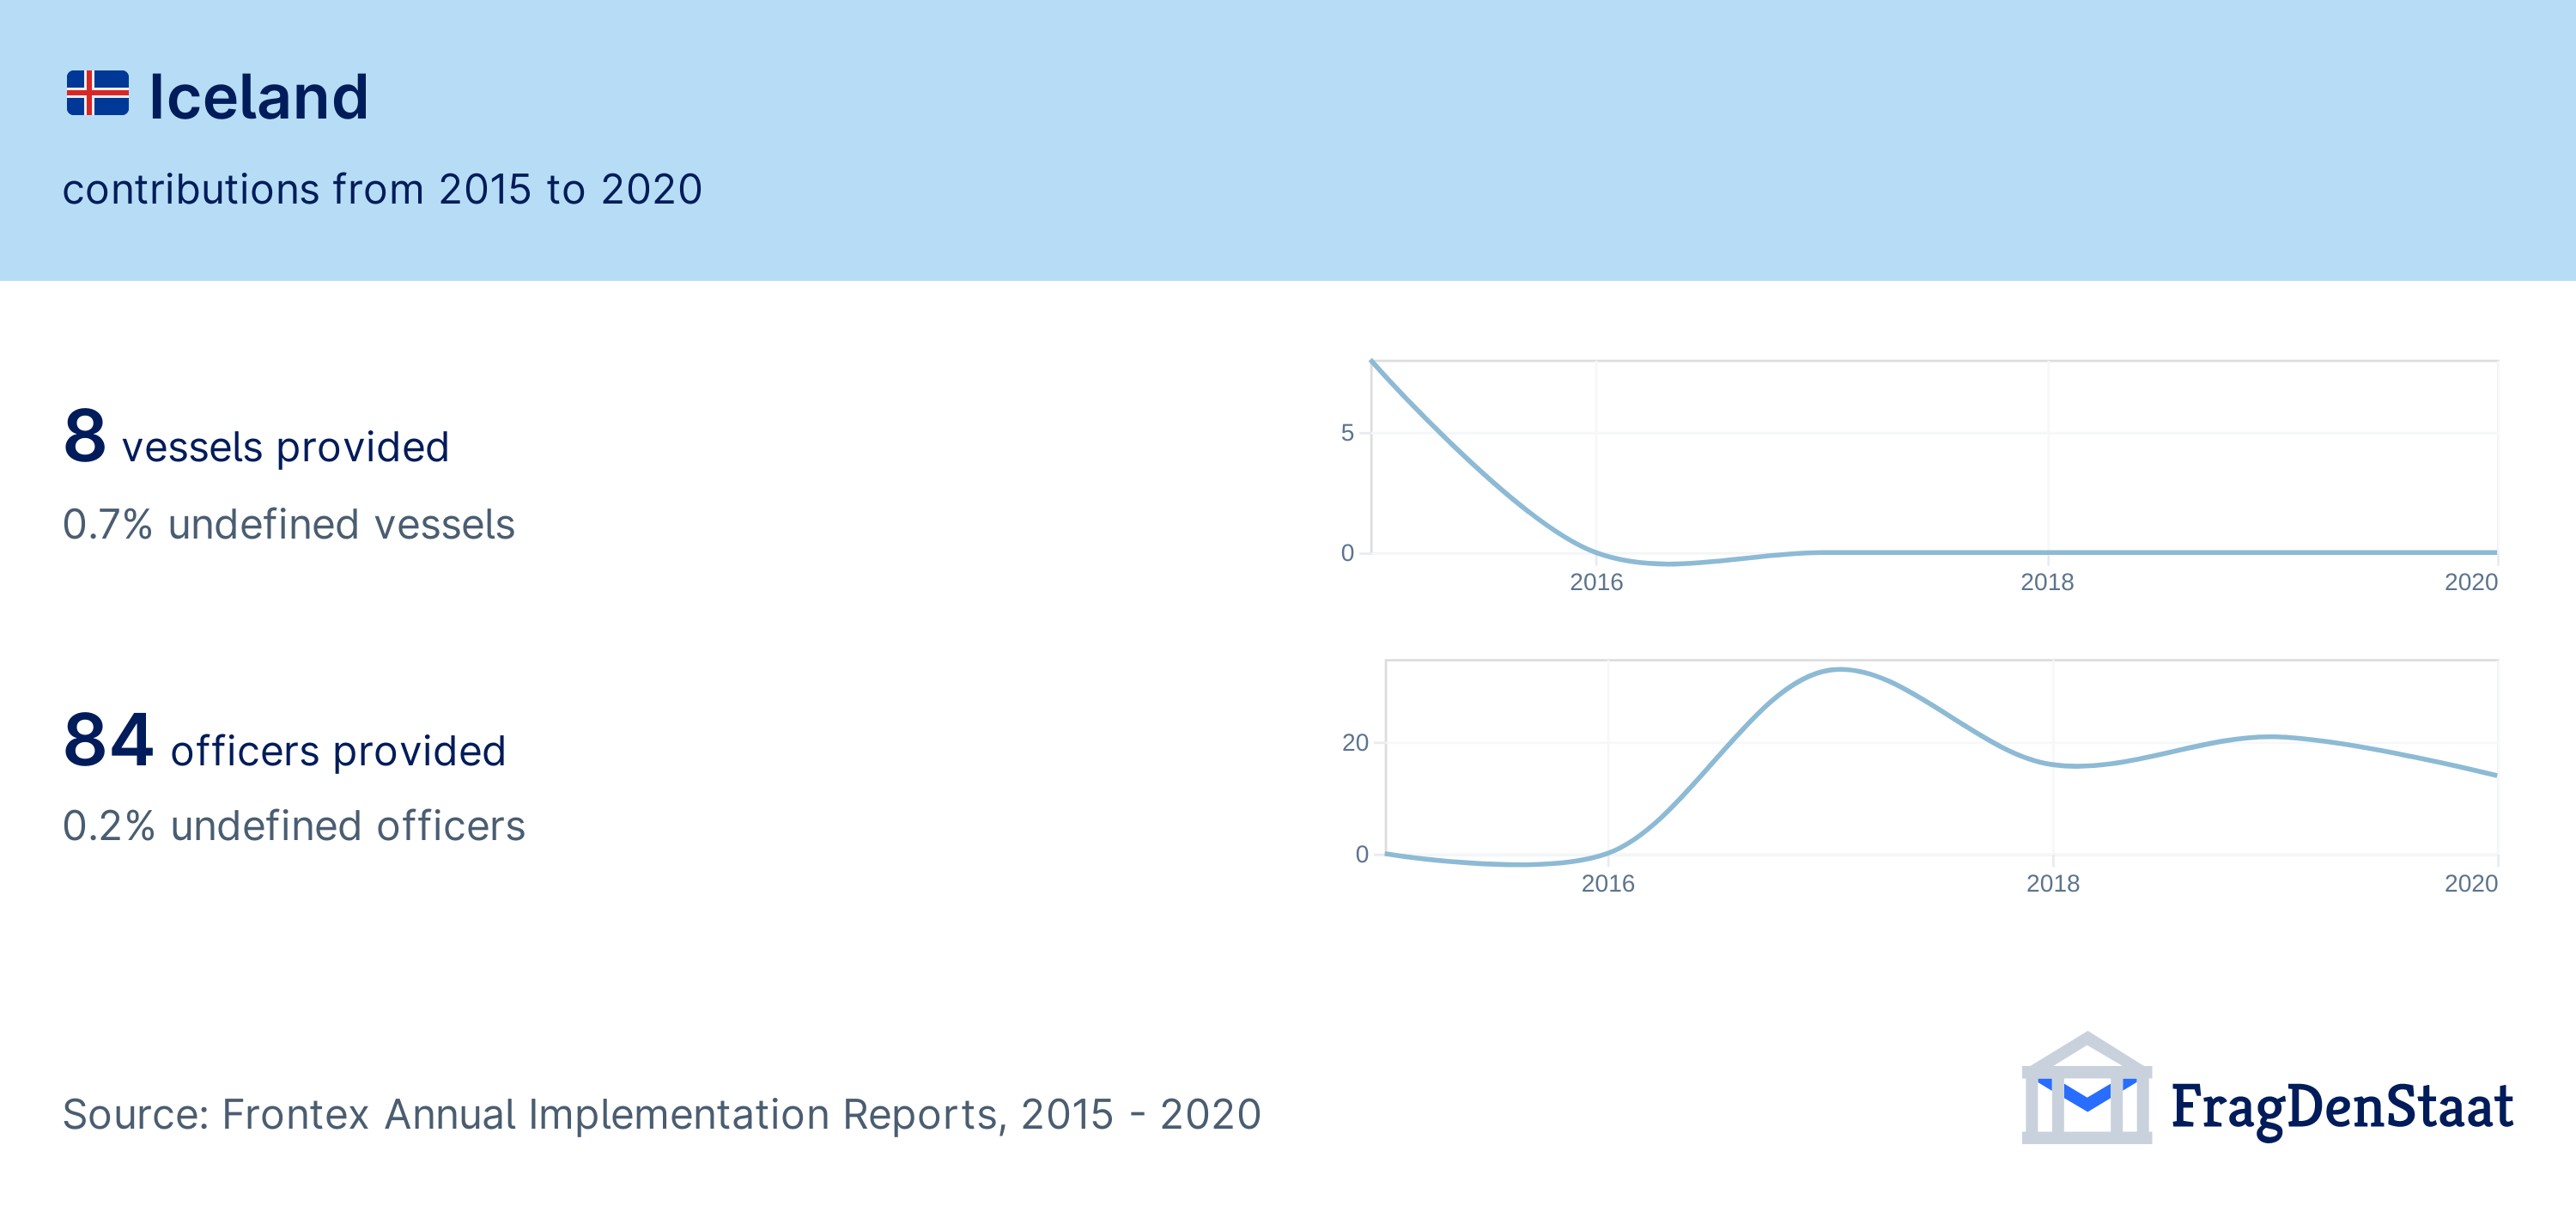 Iceland
contributions from 2015 to 2020
8 vessels provided
0.7% undefined vessels
5
0
2016 2018 2020
84 officers provided
0.2% undefined officers
20
0
2016 2018 2020
Source: Frontex Annual Implementation Reports, 2015 - 2020
FragDenStaat